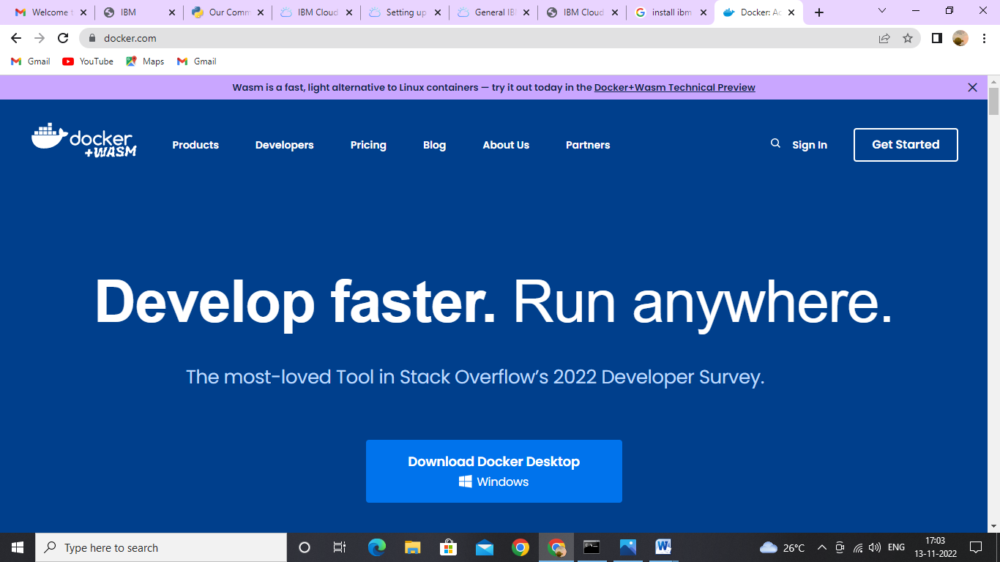 Welcome t
IBM
Our Comm
IBM Cloud
Setting up
General IB
IBM Cloud
install ibm
Docker: Ac
docker.com
Gmail
YouTube
Maps
Gmail
Wasm is a fast, light alternative to Linux containers — try it out today in the Docker+Wasm Technical Preview
docker
+WASM
Products
Developers
Pricing
Blog
About Us
Partners
Sign In
Get Started
Develop faster. Run anywhere.
The most-loved Tool in Stack Overflow’s 2022 Developer Survey.
Download Docker Desktop
Windows
Type here to search
26°C
ENG
17:03
13-11-2022